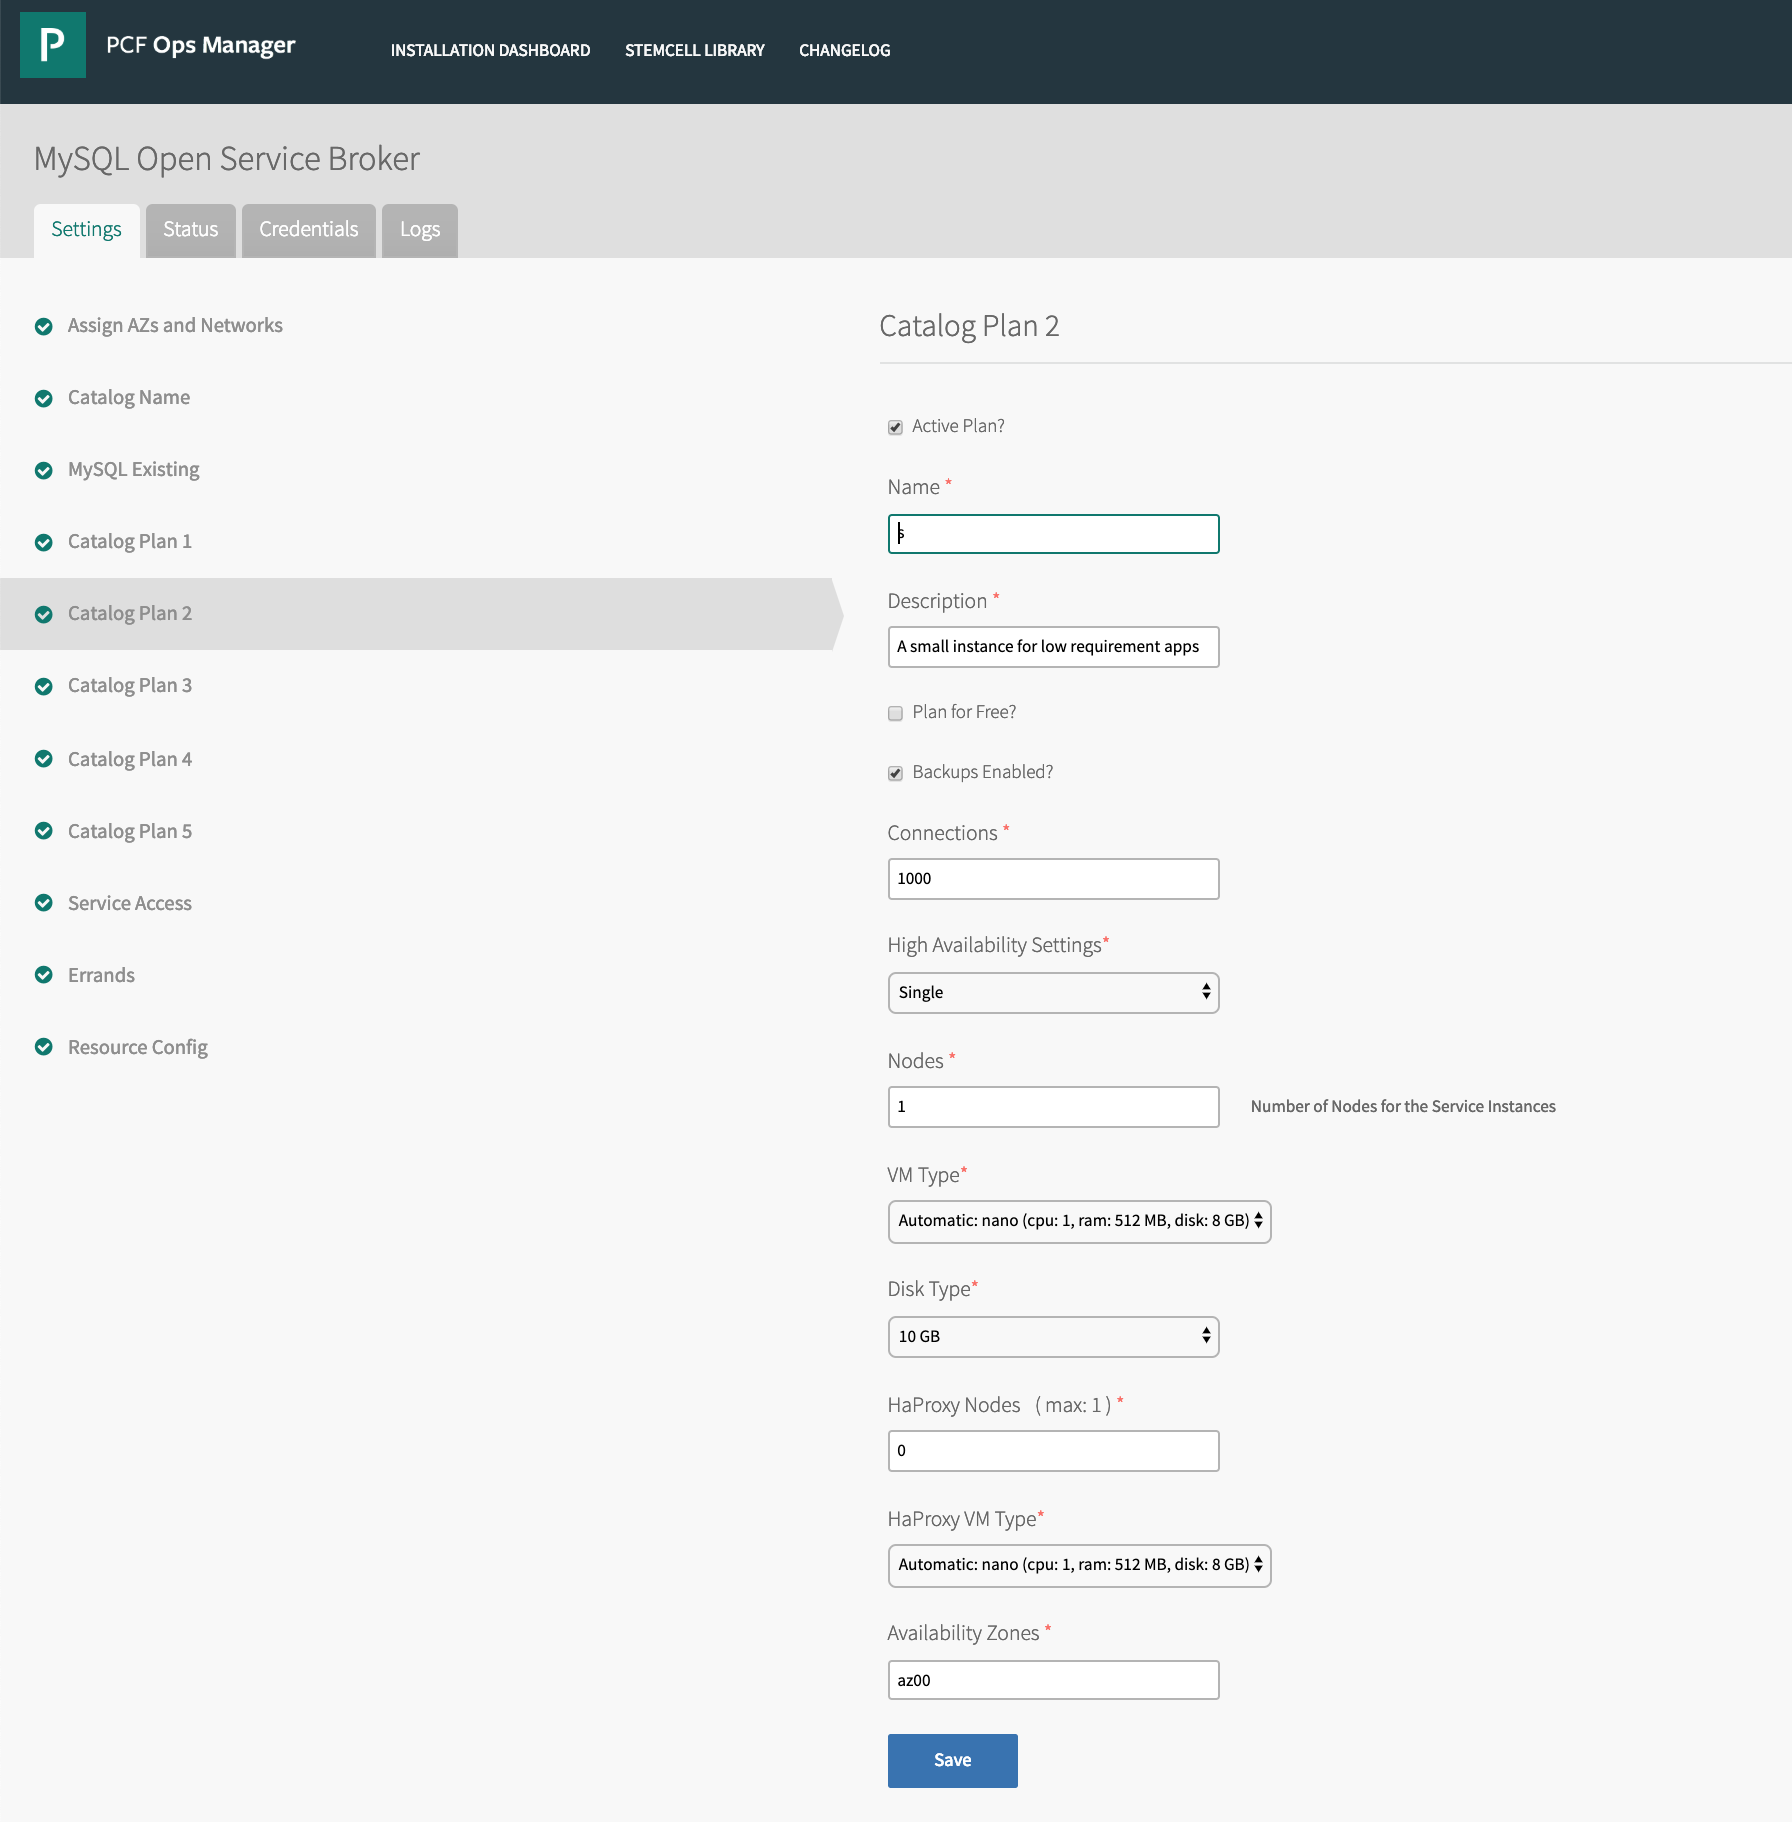 P
PCF Ops Manager
INSTALLATION DASHBOARD
STEMCELL LIBRARY
CHANGELOG
MySQL Open Service Broker
Settings
Status
Credentials
Logs
Assign AZs and Networks
Catalog Name
MySQL Existing
Catalog Plan 1
Catalog Plan 2
Catalog Plan 3
Catalog Plan 4
Catalog Plan 5
Service Access
Errands
Resource Config
Catalog Plan 2
Active Plan?
Name *
s
Description *
A small instance for low requirement apps
Plan for Free?
Backups Enabled?
Connections *
1000
High Availability Settings*
Single
Nodes *
1
Number of Nodes for the Service Instances
VM Type*
Automatic: nano (cpu: 1, ram: 512 MB, disk: 8 GB)
Disk Type*
10 GB
HaProxy Nodes ( max: 1 ) *
0
HaProxy VM Type*
Automatic: nano (cpu: 1, ram: 512 MB, disk: 8 GB)
Availability Zones *
az00
Save